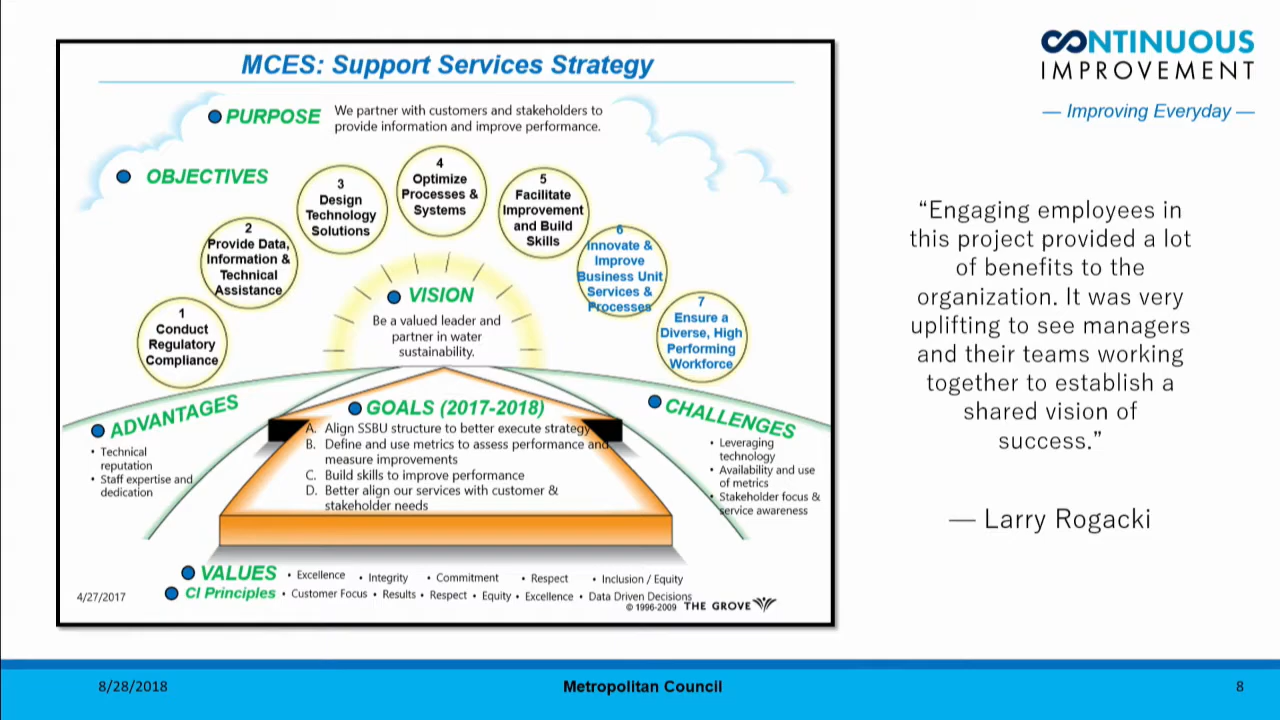 MCES: Support Services Strategy
PURPOSE
We partner with customers and stakeholders to
provide information and improve performance.
OBJECTIVES
1
Conduct
Regulatory
Compliance
2
Provide Data,
Information &
Technical
Assistance
3
Design
Technology
Solutions
4
Optimize
Processes &
Systems
5
Facilitate
Improvement
and Build
Skills
6
Innovate &
Improve
Business Unit
Services &
Processes
7
Ensure a
Diverse, High
Performing
Workforce
VISION
Be a valued leader and
partner in water
sustainability.
ADVANTAGES
• Technical
reputation
• Staff expertise and
dedication
GOALS (2017-2018)
A. Align SSBU structure to better execute strategy
B. Define and use metrics to assess performance and
measure improvements
C. Build skills to improve performance
D. Better align our services with customer &
stakeholder needs
CHALLENGES
• Leveraging
technology
• Availability and use
of metrics
• Stakeholder focus &
service awareness
VALUES • Excellence • Integrity • Commitment • Respect • Inclusion / Equity
CI Principles • Customer Focus • Results • Respect • Equity • Excellence • Data Driven Decisions
4/27/2017
© 1996-2009 THE GROVE
CONTINUOUS
IMPROVEMENT
— Improving Everyday —
“Engaging employees in
this project provided a lot
of benefits to the
organization. It was very
uplifting to see managers
and their teams working
together to establish a
shared vision of
success.”
— Larry Rogacki
8/28/2018
Metropolitan Council
8